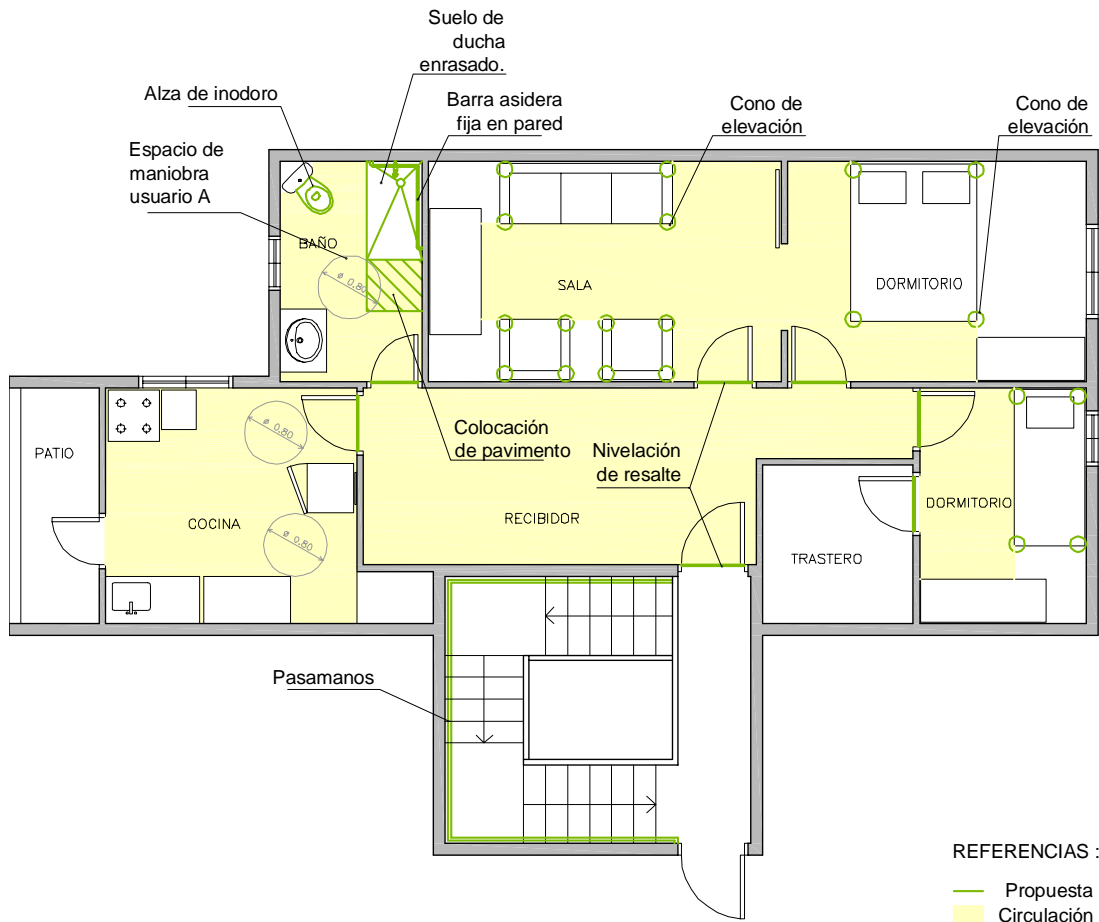 Suelo de
ducha
enrasado.
Alza de inodoro
Barra asidera
fija en pared
Cono de
elevación
Cono de
elevación
Espacio de
maniobra
usuario A
BAÑO
ø 0.80
SALA
DORMITORIO
ø 0.80
Colocación
de pavimento
Nivelación
de resalte
PATIO
COCINA
RECIBIDOR
DORMITORIO
ø 0.80
TRASTERO
Pasamanos
REFERENCIAS :
Propuesta
Circulación